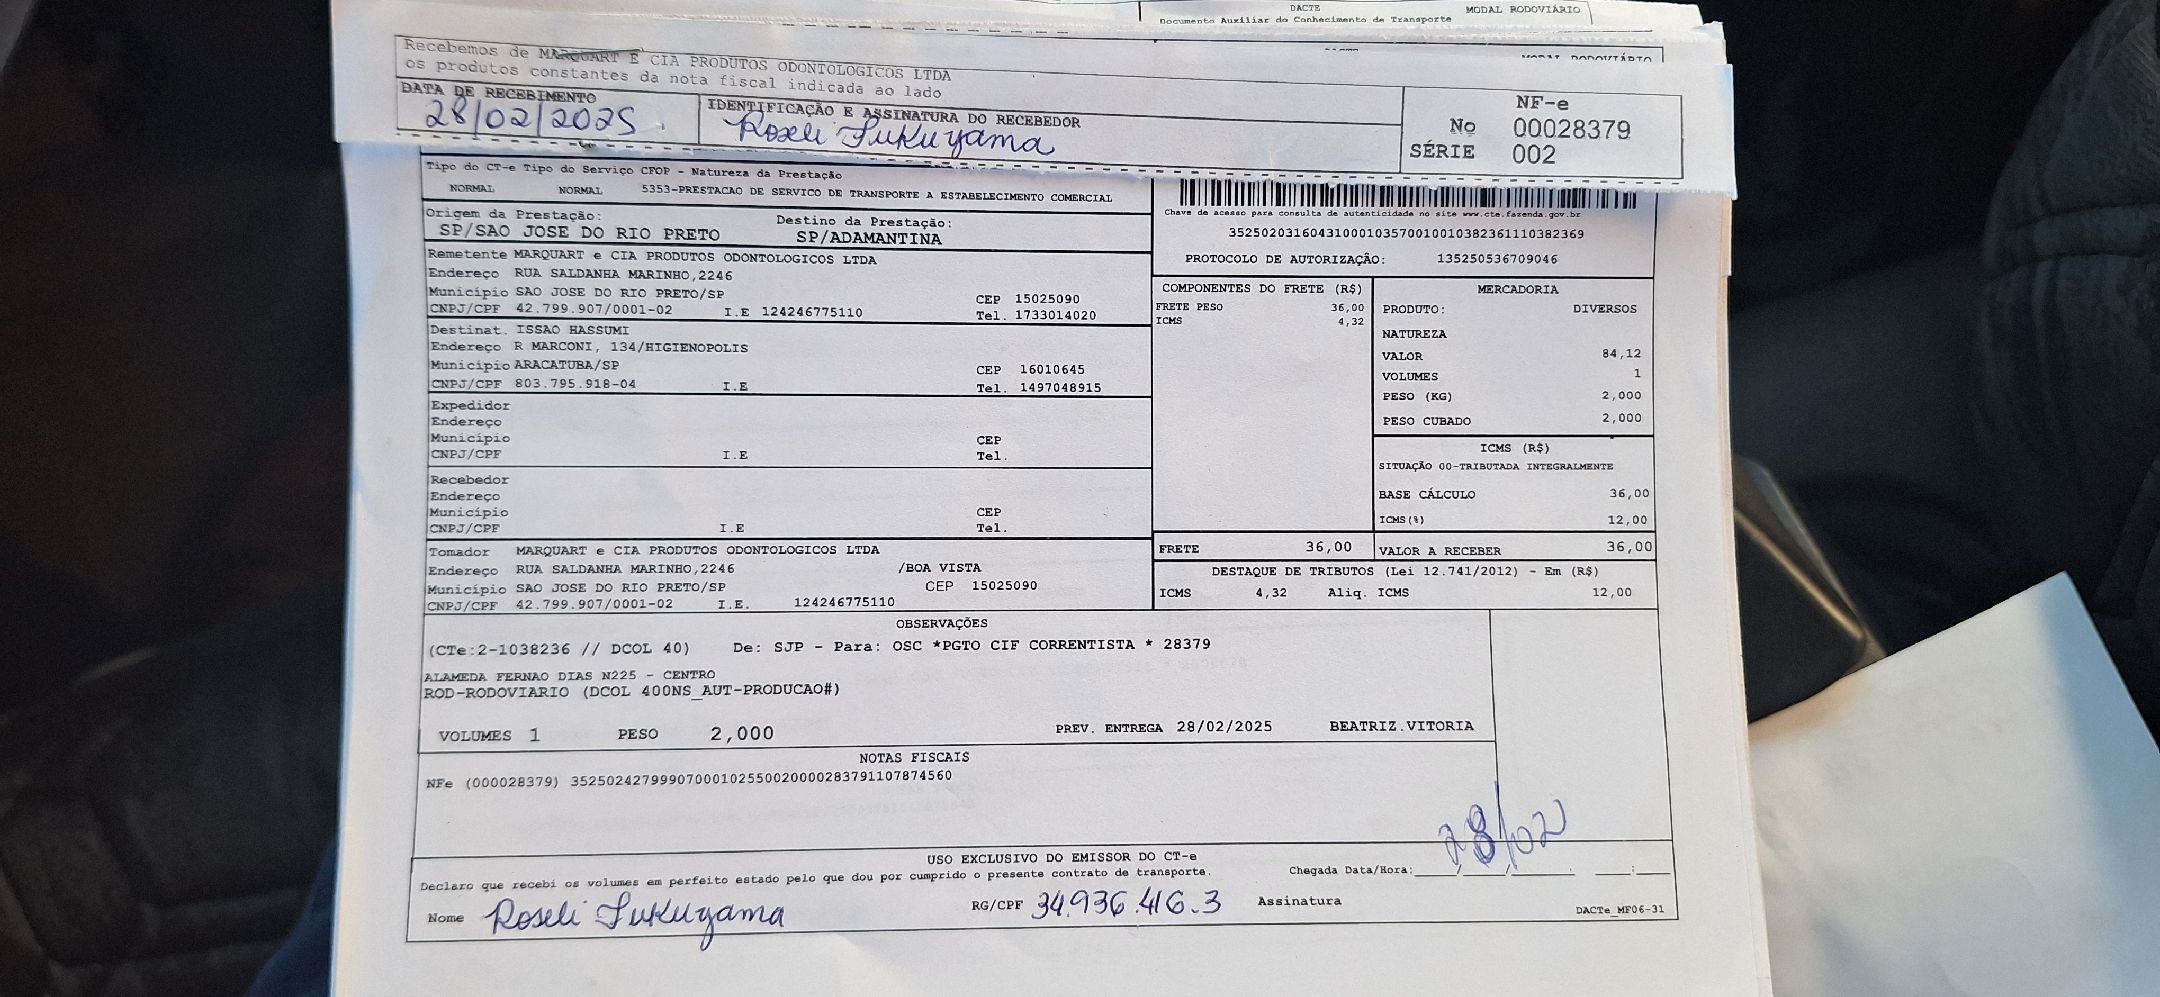 DACTE
MODAL RODOVIÁRIO
Documento Auxiliar do Conhecimento de Transporte
Recebemos de MARQUART E CIA PRODUTOS ODONTOLOGICOS LTDA
os produtos constantes da nota fiscal indicada ao lado
DATA DE RECEBIMENTO
28/02/2025
IDENTIFICAÇÃO E ASSINATURA DO RECEBEDOR
Roseli Fukuyama
NF-e
No 00028379
SÉRIE 002
Tipo do CT-e Tipo do Serviço CFOP - Natureza da Prestação
NORMAL NORMAL 5353-PRESTACAO DE SERVICO DE TRANSPORTE A ESTABELECIMENTO COMERCIAL
Origem da Prestação: Destino da Prestação:
SP/SAO JOSE DO RIO PRETO SP/ADAMANTINA
Chave de acesso para consulta de autenticidade no site www.cte.fazenda.gov.br
35250203160431000103570010010382361110382369
PROTOCOLO DE AUTORIZAÇÃO: 135250536709046
Remetente MARQUART e CIA PRODUTOS ODONTOLOGICOS LTDA
Endereço RUA SALDANHA MARINHO,2246
Município SAO JOSE DO RIO PRETO/SP CEP 15025090
CNPJ/CPF 42.799.907/0001-02 I.E 124246775110 Tel. 1733014020
Destinat. ISSAO HASSUMI
Endereço R MARCONI, 134/HIGIENOPOLIS
Município ARACATUBA/SP CEP 16010645
CNPJ/CPF 803.795.918-04 I.E Tel. 1497048915
Expedidor
Endereço
Município CEP
CNPJ/CPF I.E Tel.
Recebedor
Endereço
Município CEP
CNPJ/CPF I.E Tel.
Tomador MARQUART e CIA PRODUTOS ODONTOLOGICOS LTDA
Endereço RUA SALDANHA MARINHO,2246 /BOA VISTA
Município SAO JOSE DO RIO PRETO/SP CEP 15025090
CNPJ/CPF 42.799.907/0001-02 I.E. 124246775110
COMPONENTES DO FRETE (R$)
FRETE PESO 36,00
ICMS 4,32
MERCADORIA
PRODUTO: DIVERSOS
NATUREZA
VALOR 84,12
VOLUMES 1
PESO (KG) 2,000
PESO CUBADO 2,000
ICMS (R$)
SITUAÇÃO 00-TRIBUTADA INTEGRALMENTE
BASE CÁLCULO 36,00
ICMS(%) 12,00
FRETE 36,00 VALOR A RECEBER 36,00
DESTAQUE DE TRIBUTOS (Lei 12.741/2012) - Em (R$)
ICMS 4,32 Aliq. ICMS 12,00
OBSERVAÇÕES
(CTe:2-1038236 // DCOL 40) De: SJP - Para: OSC *PGTO CIF CORRENTISTA * 28379
ALAMEDA FERNAO DIAS N225 - CENTRO
ROD-RODOVIARIO (DCOL 400NS_AUT-PRODUCAO#)
VOLUMES 1 PESO 2,000 PREV. ENTREGA 28/02/2025 BEATRIZ.VITORIA
NOTAS FISCAIS
NFe (000028379) 35250242799907000102550020000283791107874560
USO EXCLUSIVO DO EMISSOR DO CT-e
Declaro que recebi os volumes em perfeito estado pelo que dou por cumprido o presente contrato de transporte.
Chegada Data/Hora: 28/02
Nome Roseli Fukuyama RG/CPF 34.936.416.3 Assinatura
DACTe_MF06-31